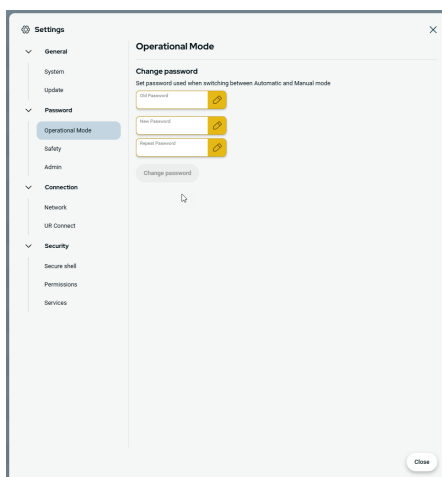 Settings
General
System
Update
Password
Operational Mode
Safety
Admin
Connection
Network
UR Connect
Security
Secure shell
Permissions
Services
Operational Mode
Change password
Set password used when switching between Automatic and Manual mode
Old Password
New Password
Repeat Password
Change password
Close